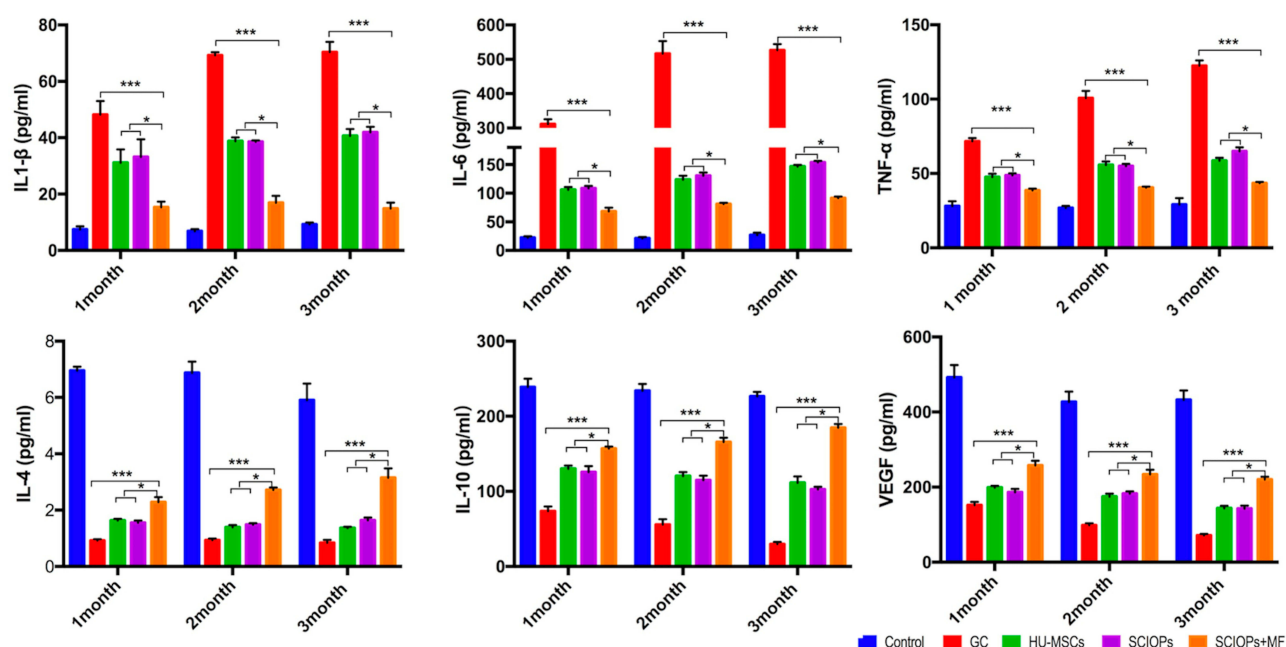 IL1-β (pg/ml)
80
60
40
20
0
***
*
***
*
***
*
1month
2month
3month
IL-6 (pg/ml)
600
500
400
300
150
100
50
0
***
*
***
*
***
*
1month
2month
3month
TNF-α (pg/ml)
150
100
50
0
***
*
***
*
***
*
1 month
2 month
3 month
IL-4 (pg/ml)
8
6
4
2
0
***
*
***
*
***
*
1month
2month
3month
IL-10 (pg/ml)
300
200
100
0
***
*
***
*
***
*
1month
2month
3month
VEGF (pg/ml)
600
400
200
0
***
*
***
*
***
*
1month
2month
3month
Control GC HU-MSCs SCIOPs SCIOPs+MF